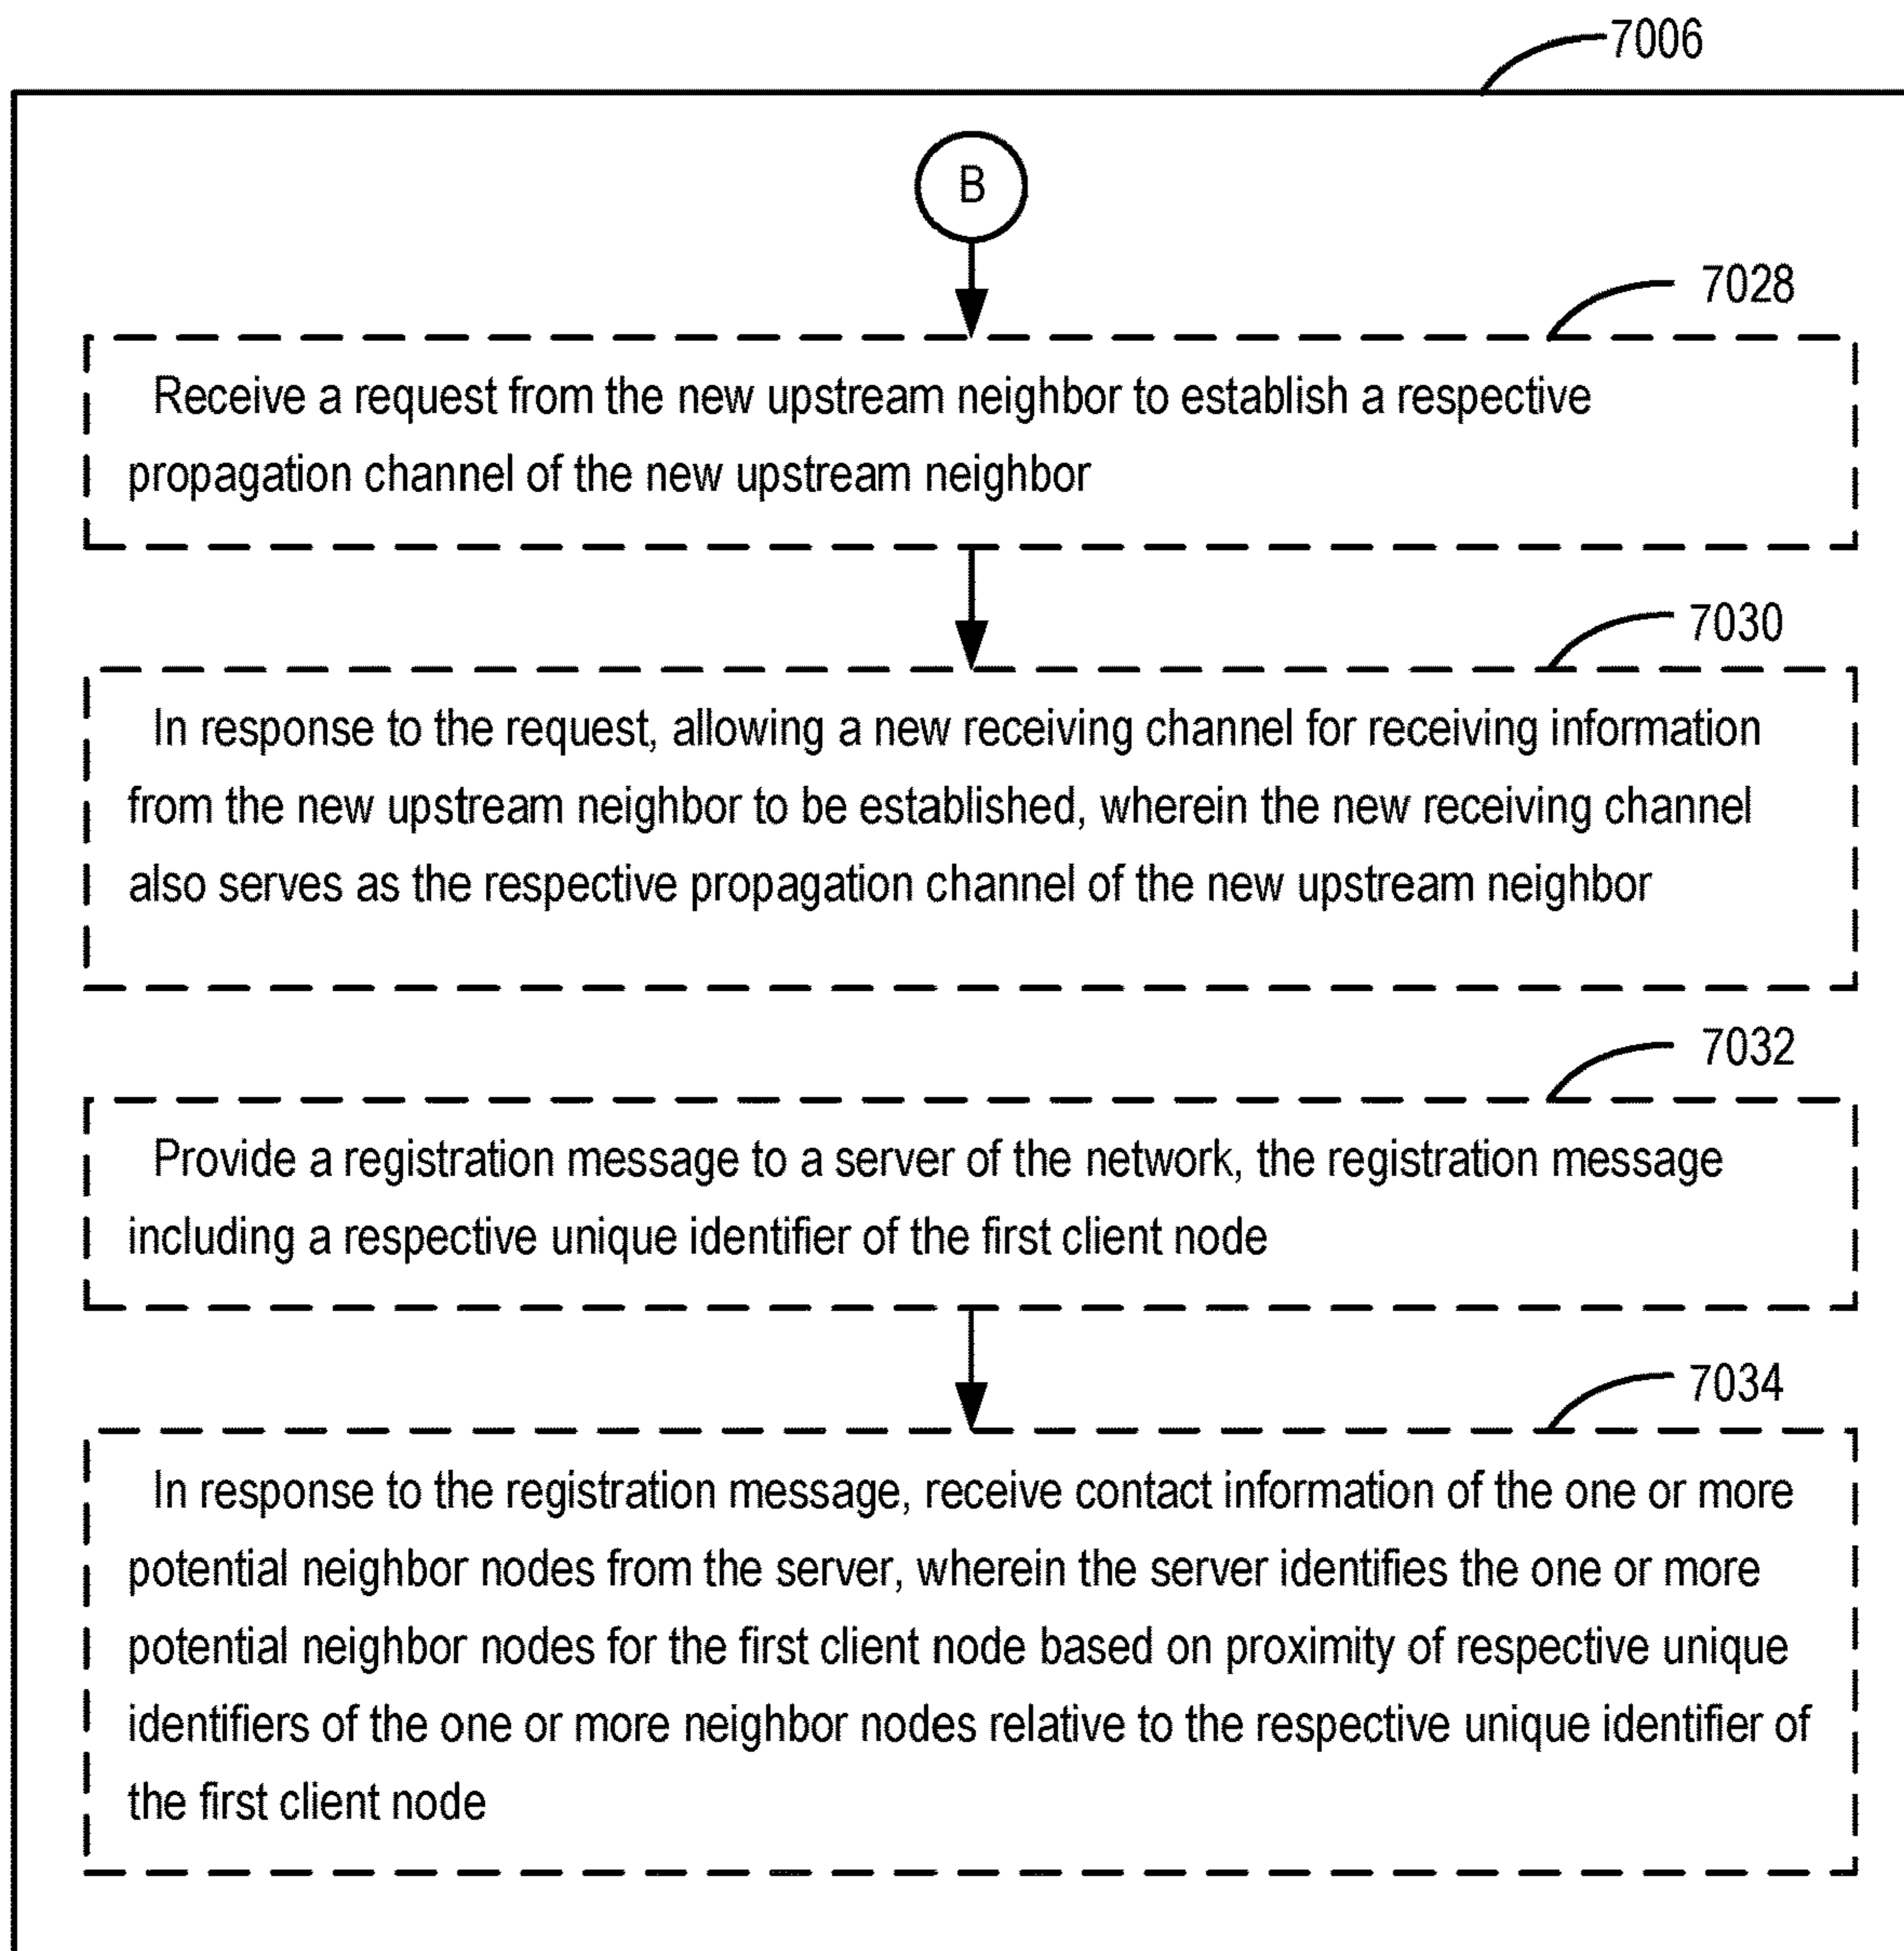 7006
B
7028
Receive a request from the new upstream neighbor to establish a respective
propagation channel of the new upstream neighbor
7030
In response to the request, allowing a new receiving channel for receiving information
from the new upstream neighbor to be established, wherein the new receiving channel
also serves as the respective propagation channel of the new upstream neighbor
7032
Provide a registration message to a server of the network, the registration message
including a respective unique identifier of the first client node
7034
In response to the registration message, receive contact information of the one or more
potential neighbor nodes from the server, wherein the server identifies the one or more
potential neighbor nodes for the first client node based on proximity of respective unique
identifiers of the one or more neighbor nodes relative to the respective unique identifier of
the first client node